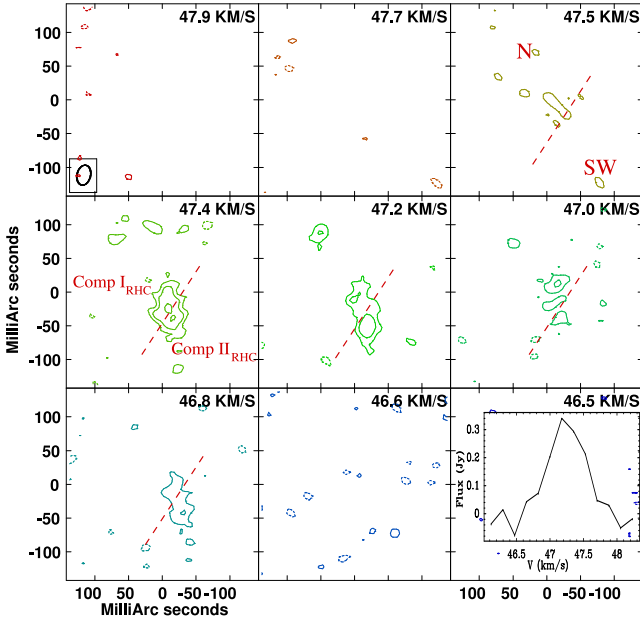 47.9 KM/S
47.7 KM/S
47.5 KM/S
N
SW
100
50
0
-50
-100
47.4 KM/S
47.2 KM/S
47.0 KM/S
Comp I RHC
Comp II RHC
MilliArc seconds
100
50
0
-50
-100
46.8 KM/S
46.6 KM/S
46.5 KM/S
100
50
0
-50
-100
Flux (Jy)
0.3
0.2
0.1
0
46.5
47
47.5
48
V (km/s)
100 50 0 -50 -100
100 50 0 -50 -100
MilliArc seconds